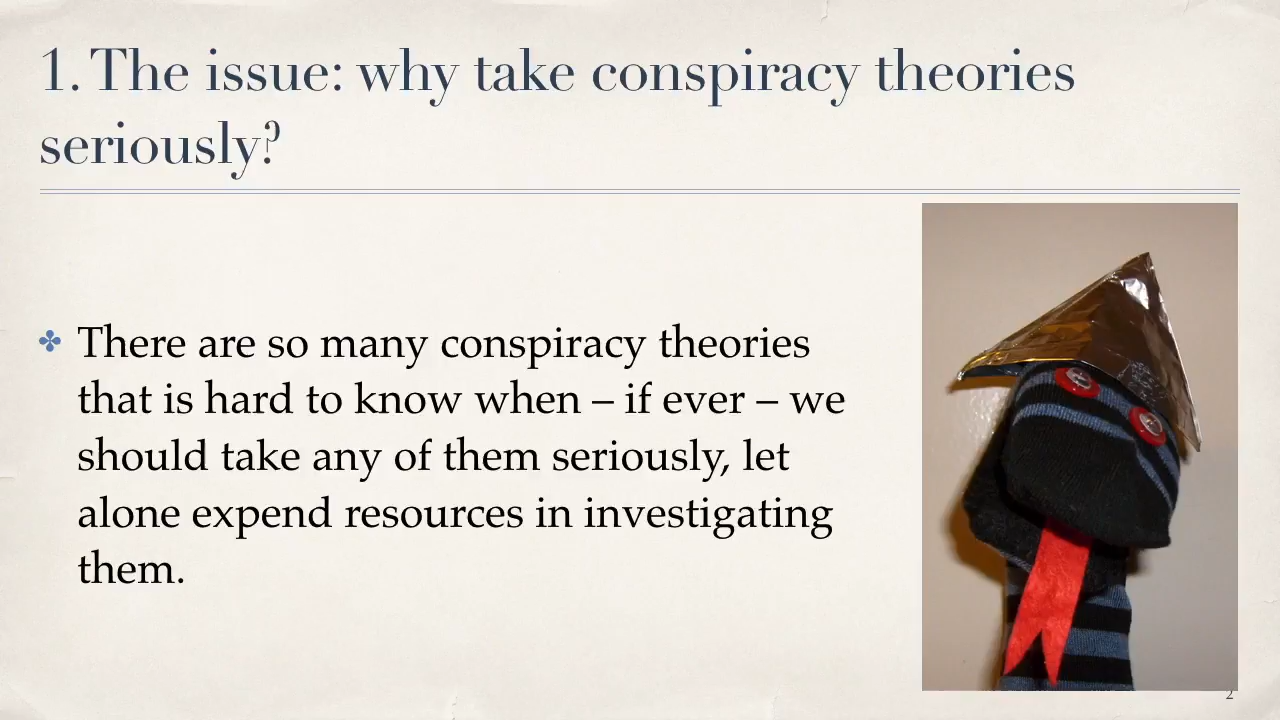 1. The issue: why take conspiracy theories
seriously?
There are so many conspiracy theories
that is hard to know when – if ever – we
should take any of them seriously, let
alone expend resources in investigating
them.
2